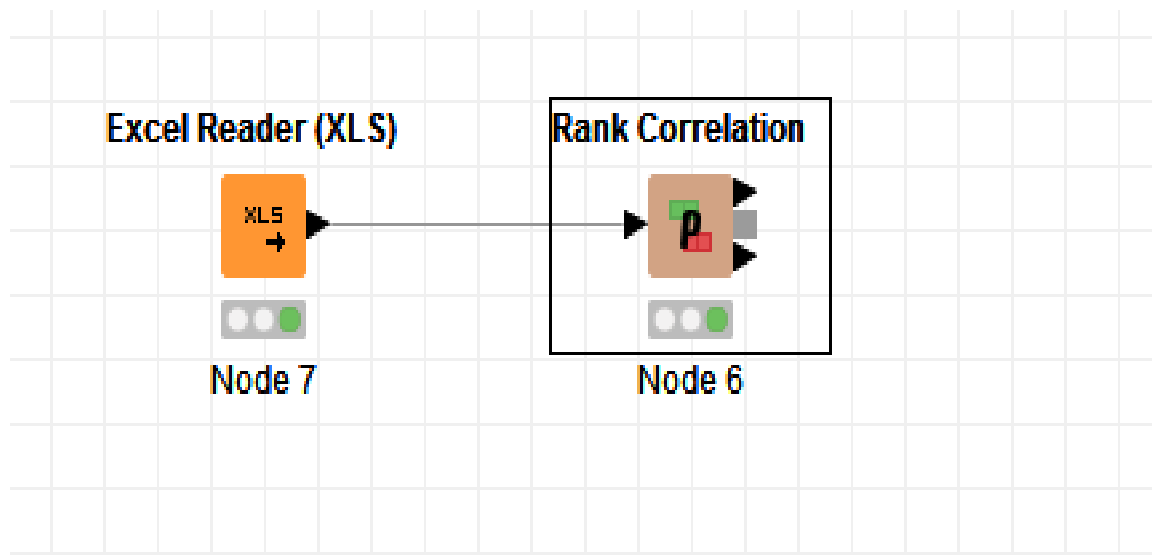 Excel Reader (XLS)
Rank Correlation
XLS
ρ
Node 7
Node 6